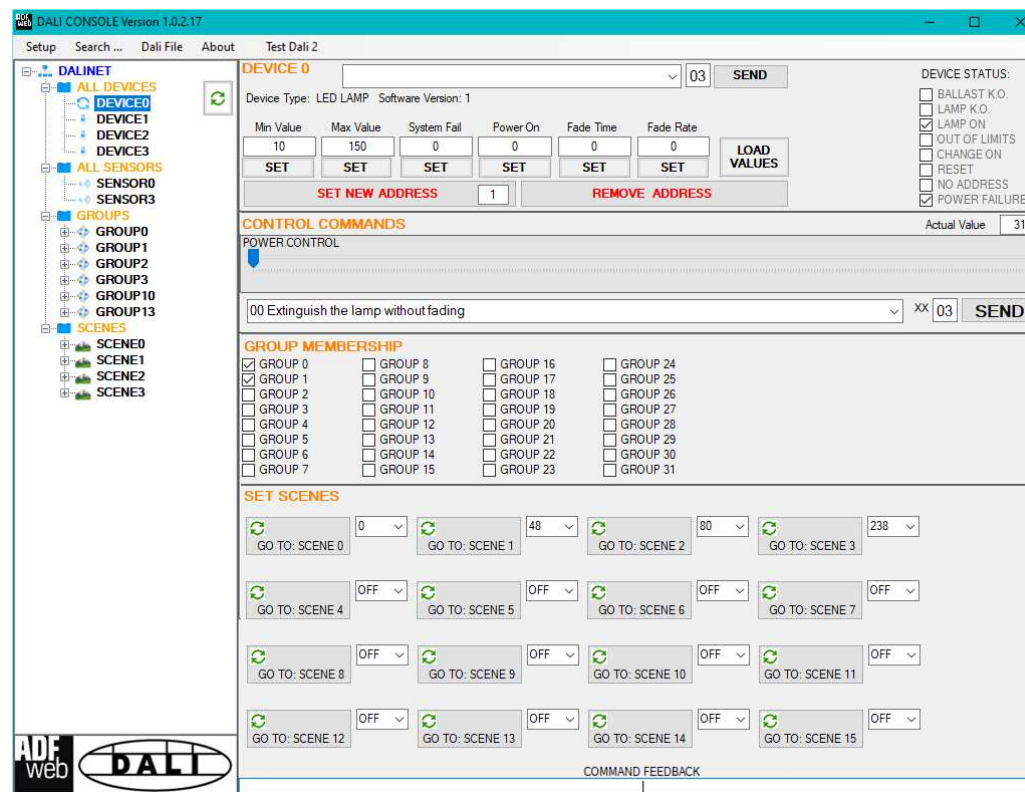 DALI CONSOLE Version 1.0.2.17
Setup Search ... Dali File About Test Dali 2
DALINET
ALL DEVICES
DEVICE0
DEVICE1
DEVICE2
DEVICE3
ALL SENSORS
SENSOR0
SENSOR3
GROUPS
GROUP0
GROUP1
GROUP2
GROUP3
GROUP10
GROUP13
SCENES
SCENE0
SCENE1
SCENE2
SCENE3
ADF
web
DALI
DEVICE 0
03 SEND
Device Type: LED LAMP Software Version: 1
Min Value Max Value System Fail Power On Fade Time Fade Rate
10 150 0 0 0 0
SET SET SET SET SET SET
LOAD
VALUES
SET NEW ADDRESS 1 REMOVE ADDRESS
DEVICE STATUS:
BALLAST K.O.
LAMP K.O.
LAMP ON
OUT OF LIMITS
CHANGE ON
RESET
NO ADDRESS
POWER FAILURE
CONTROL COMMANDS
Actual Value 31
POWER CONTROL
00 Extinguish the lamp without fading XX 03 SEND
GROUP MEMBERSHIP
GROUP 0 GROUP 8 GROUP 16 GROUP 24
GROUP 1 GROUP 9 GROUP 17 GROUP 25
GROUP 2 GROUP 10 GROUP 18 GROUP 26
GROUP 3 GROUP 11 GROUP 19 GROUP 27
GROUP 4 GROUP 12 GROUP 20 GROUP 28
GROUP 5 GROUP 13 GROUP 21 GROUP 29
GROUP 6 GROUP 14 GROUP 22 GROUP 30
GROUP 7 GROUP 15 GROUP 23 GROUP 31
SET SCENES
0 48 80 238
GO TO: SCENE 0 GO TO: SCENE 1 GO TO: SCENE 2 GO TO: SCENE 3
OFF OFF OFF OFF
GO TO: SCENE 4 GO TO: SCENE 5 GO TO: SCENE 6 GO TO: SCENE 7
OFF OFF OFF OFF
GO TO: SCENE 8 GO TO: SCENE 9 GO TO: SCENE 10 GO TO: SCENE 11
OFF OFF OFF OFF
GO TO: SCENE 12 GO TO: SCENE 13 GO TO: SCENE 14 GO TO: SCENE 15
COMMAND FEEDBACK